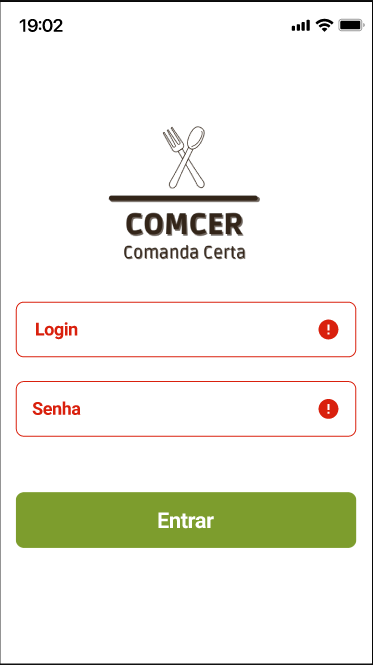 19:02
COMCER
Comanda Certa
Login
Senha
Entrar